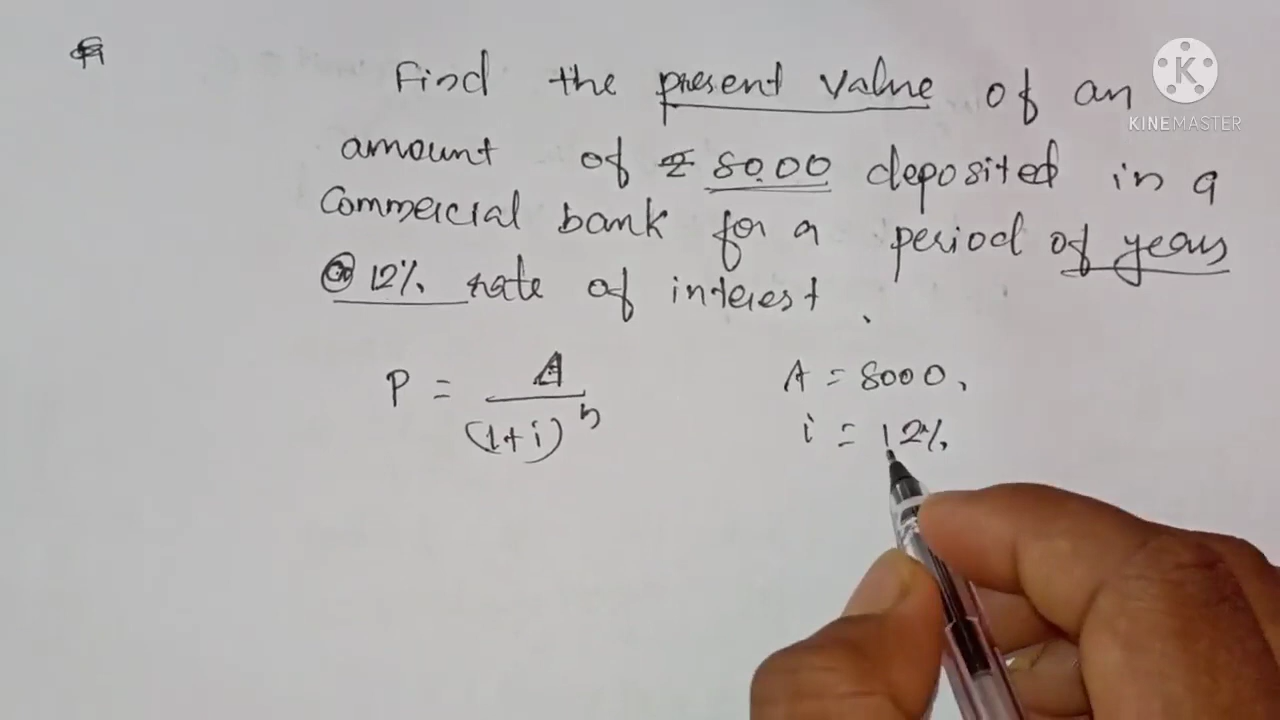 Find the present value of an
amount of ₹ 8000 deposited in a
Commercial bank for a period of years
@ 12% rate of interest.
P = A / (1+i)^n
A = 8000,
i = 12%
K
KINEMASTER